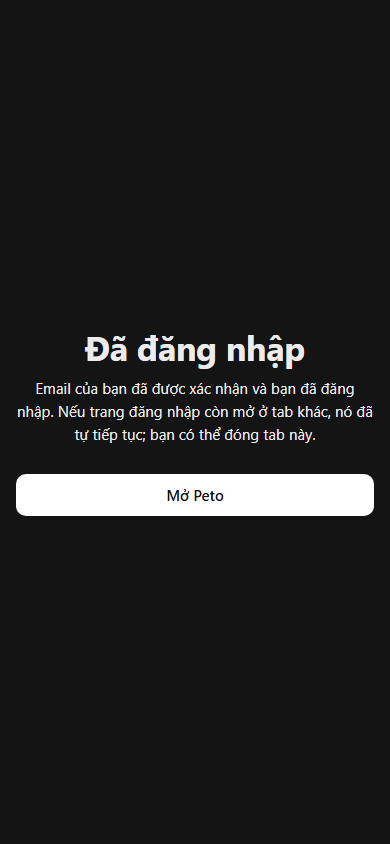 Đã đăng nhập
Email của bạn đã được xác nhận và bạn đã đăng
nhập. Nếu trang đăng nhập còn mở ở tab khác, nó đã
tự tiếp tục; bạn có thể đóng tab này.
Mở Peto